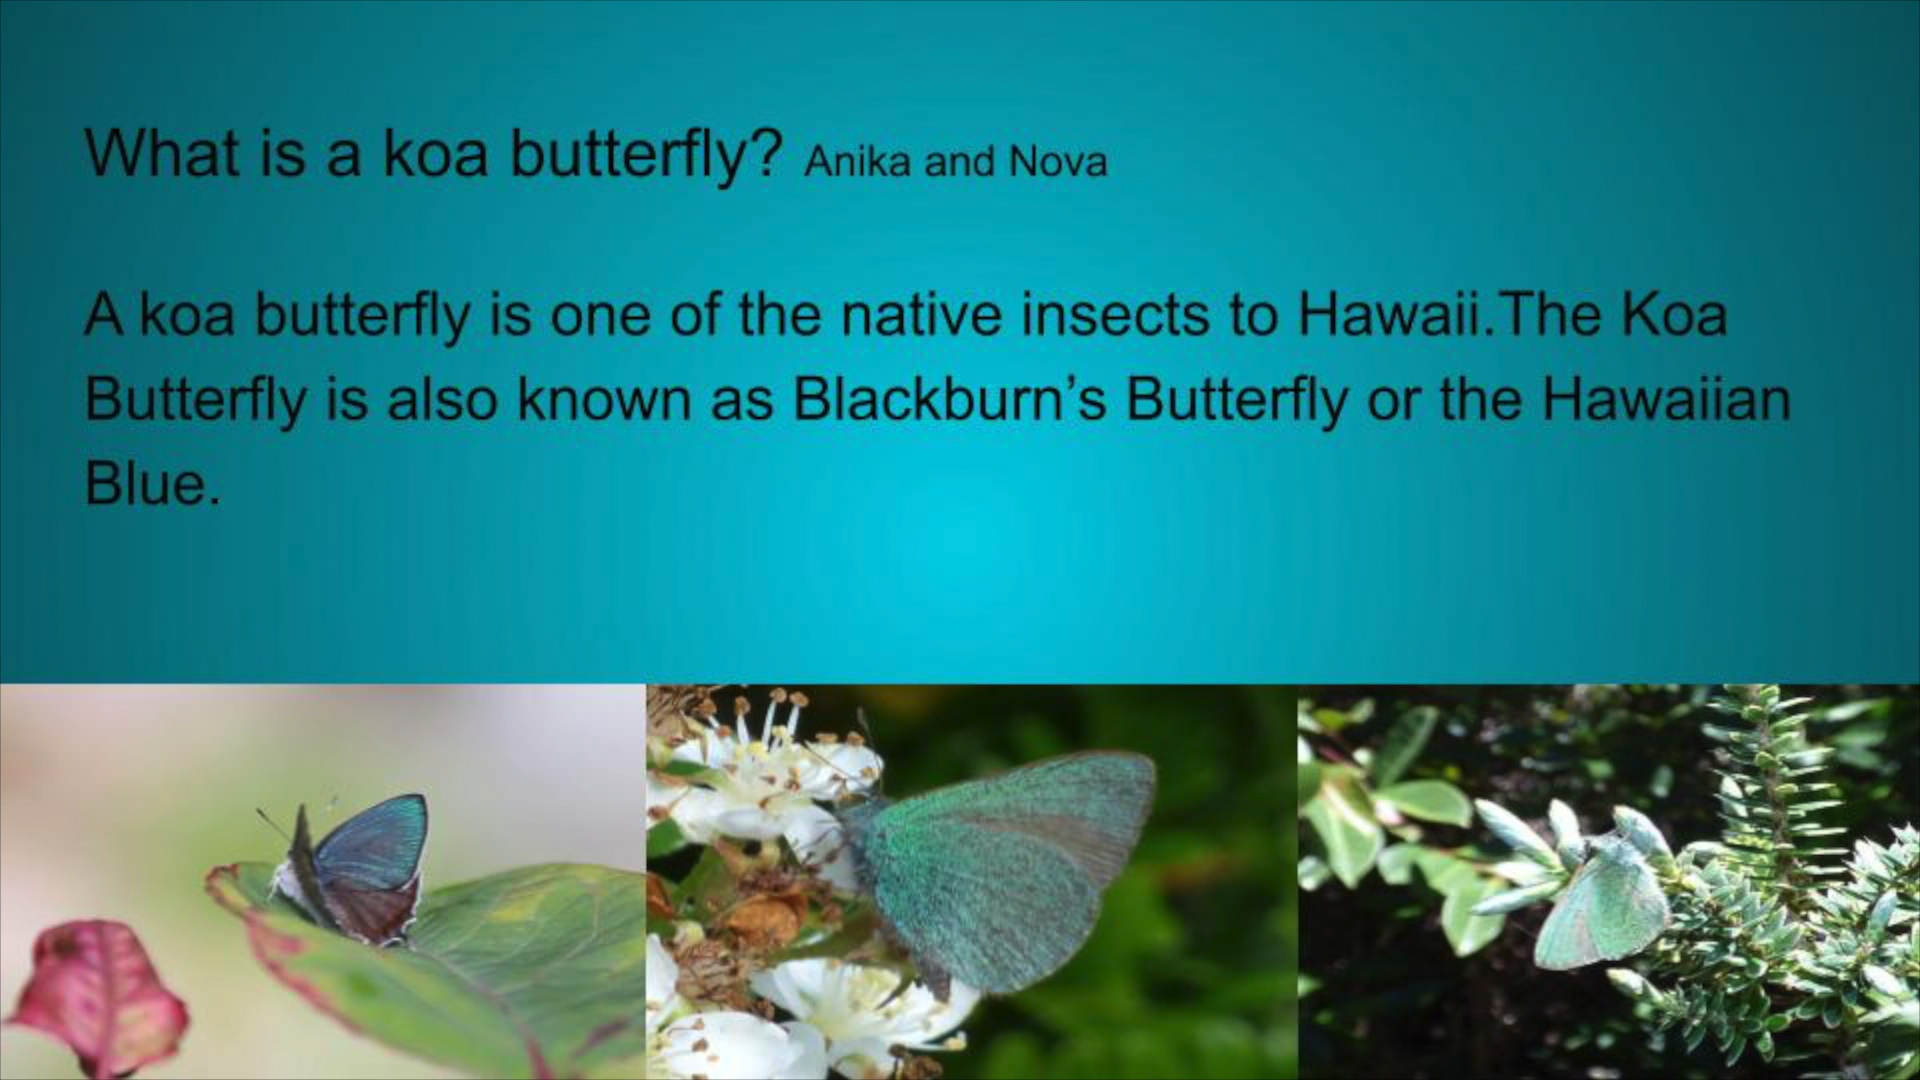 What is a koa butterfly? Anika and Nova
A koa butterfly is one of the native insects to Hawaii.The Koa
Butterfly is also known as Blackburn’s Butterfly or the Hawaiian
Blue.